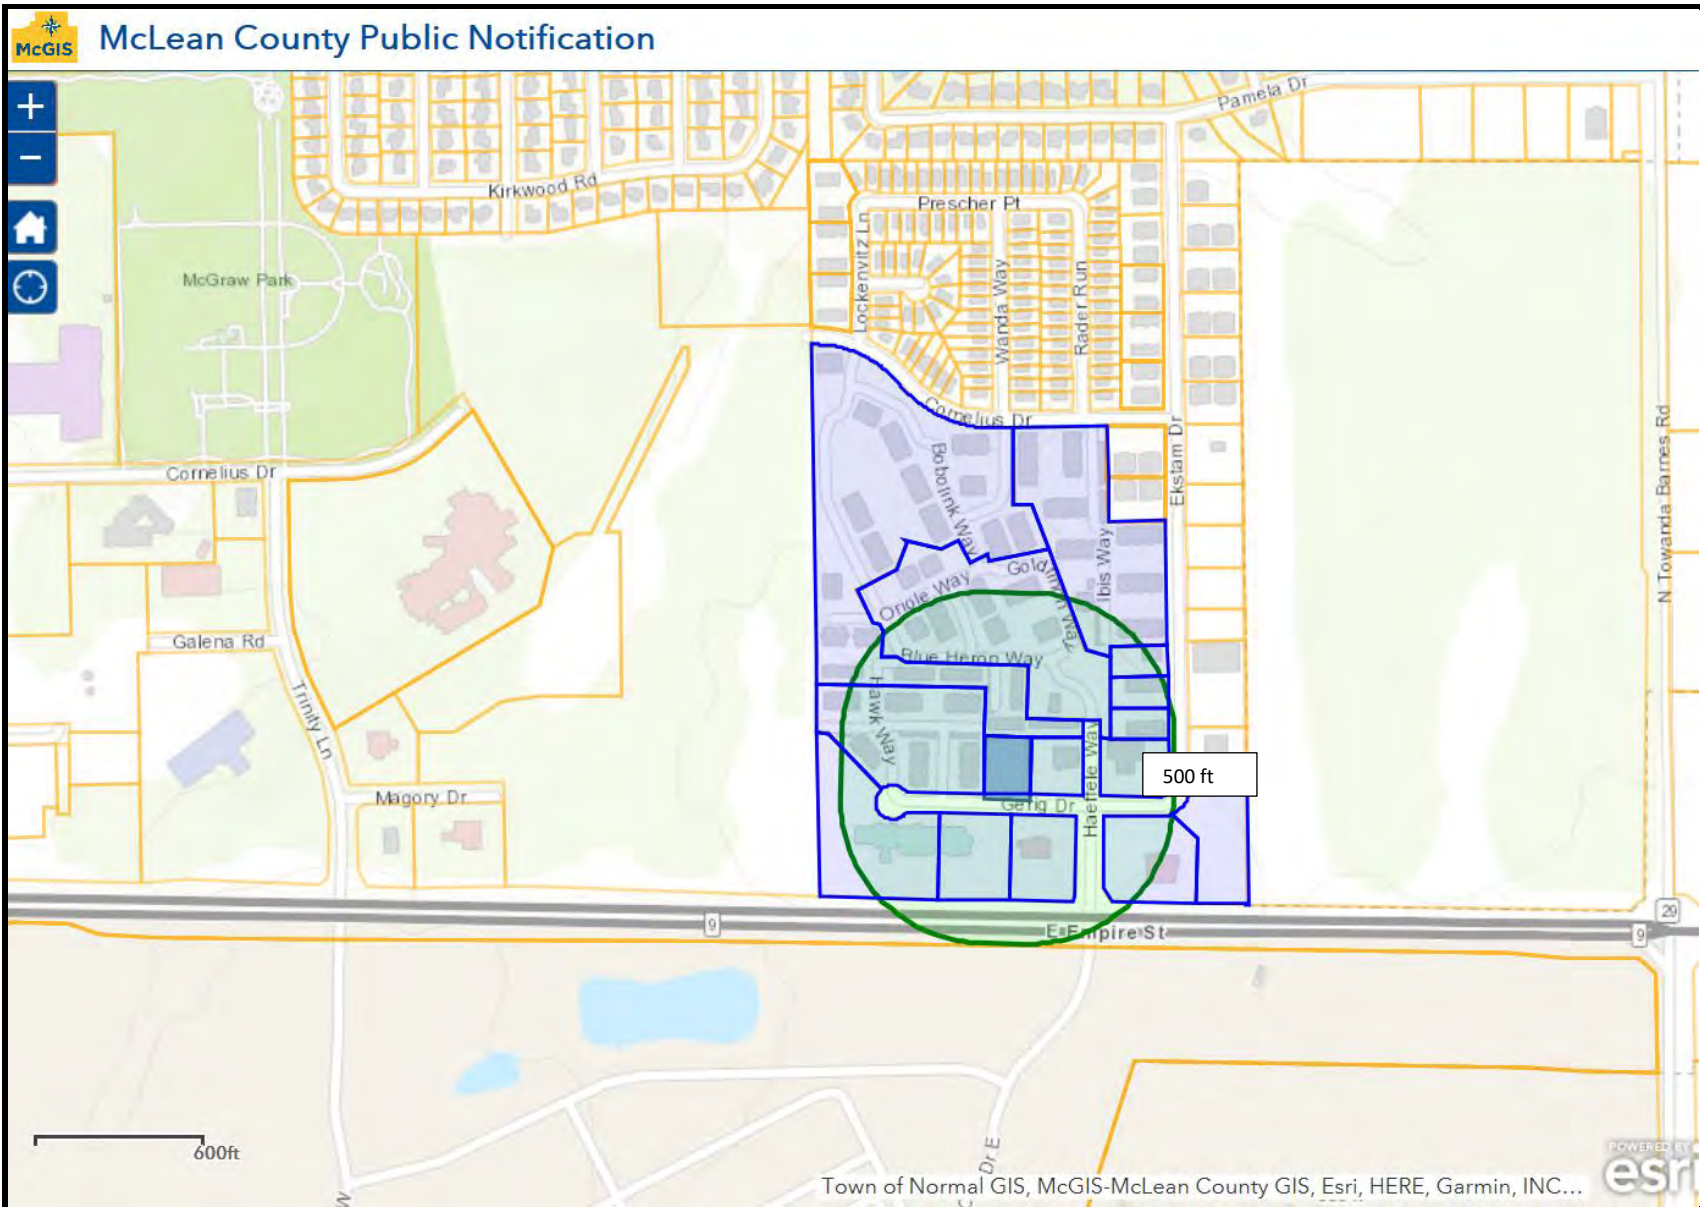 McGIS
McLean County Public Notification
+
−
Pamela Dr
Kirkwood Rd
Prescher Pt
Lockenvitz Ln
McGraw Park
Wanda Way
Rader Run
Cornelius Dr
Cornelius Dr
Ekstam Dr
N Towanda Barnes Rd
Bobolink Way
Ibis Way
Oriole Way
Galena Rd
Blue Heron Way
Trinity Ln
Hawk Way
Haeffele Way
500 ft
Magory Dr
Gerig Dr
9
29
E Empire St
9
600ft
Dr E
W
POWERED BY
esri
Town of Normal GIS, McGIS-McLean County GIS, Esri, HERE, Garmin, INC...